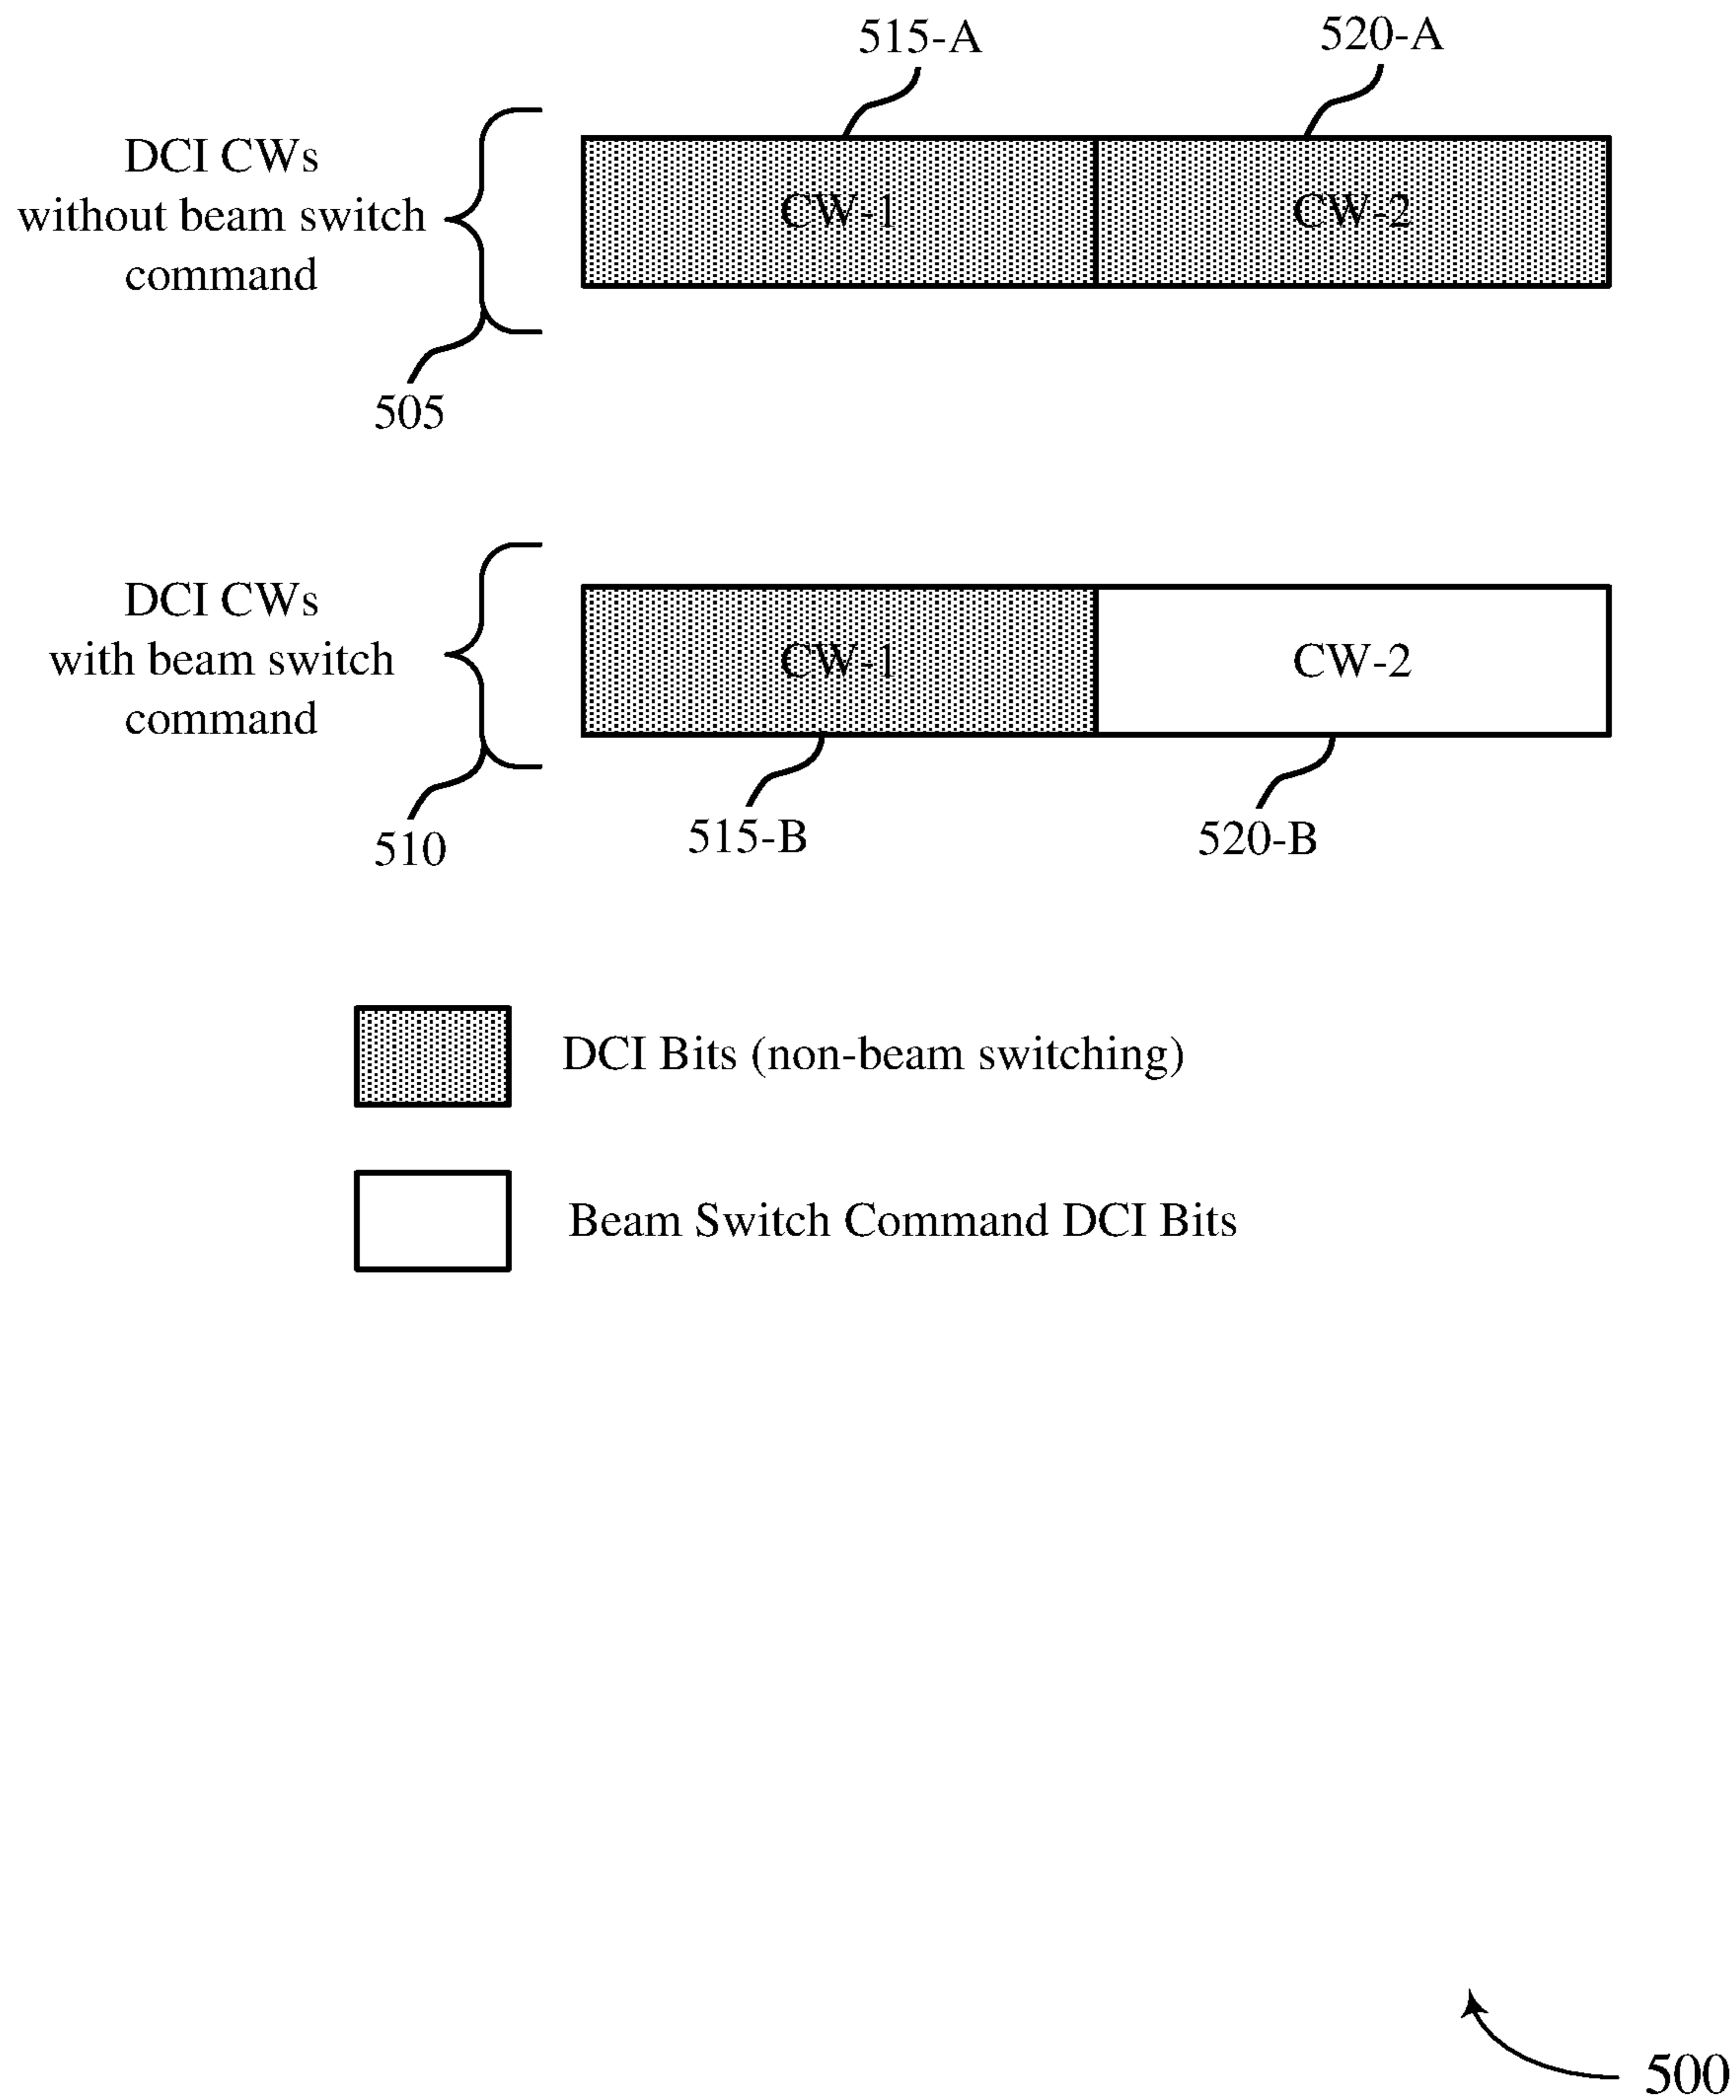 515-A
520-A
DCI CWs
without beam switch
command
CW-1
CW-2
505
DCI CWs
with beam switch
command
CW-1
CW-2
510
515-B
520-B
DCI Bits (non-beam switching)
Beam Switch Command DCI Bits
500